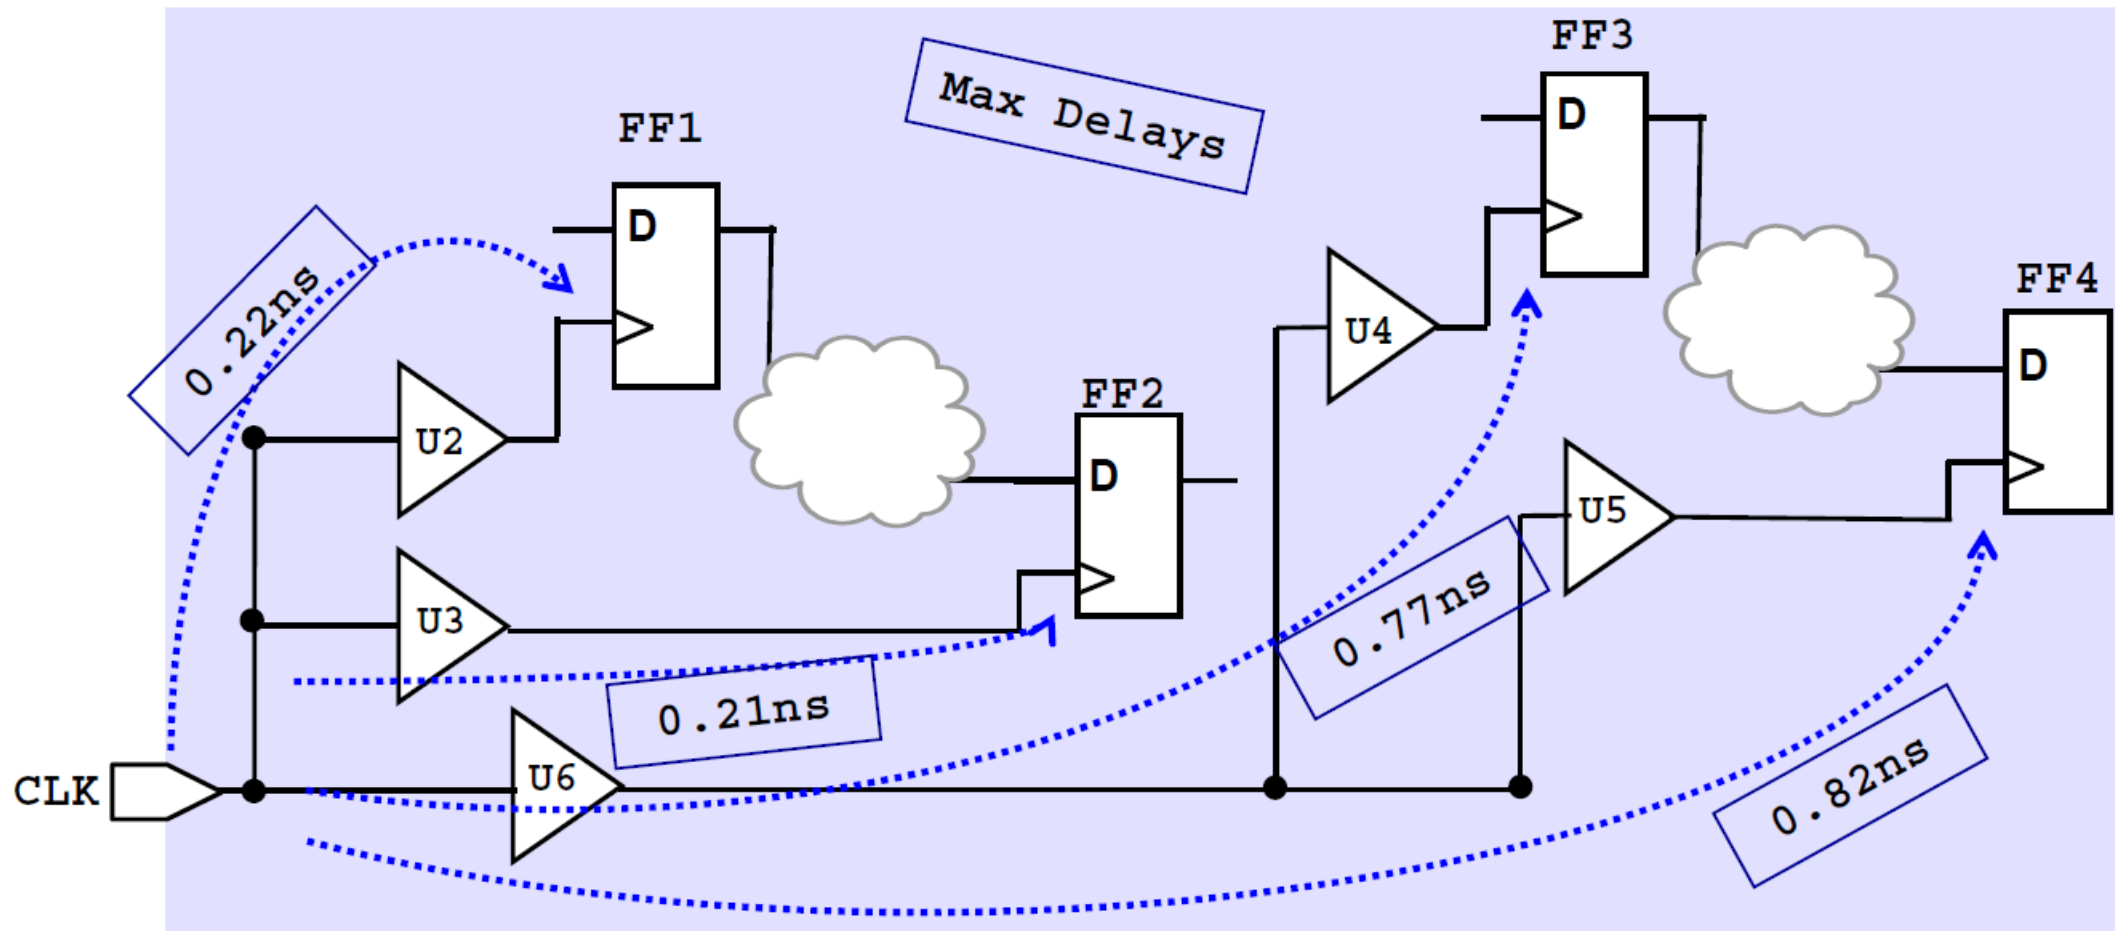 FF3
Max Delays
D
FF1
D
0.22ns
FF4
U4
D
FF2
U2
D
U5
0.77ns
U3
0.21ns
0.82ns
CLK
U6